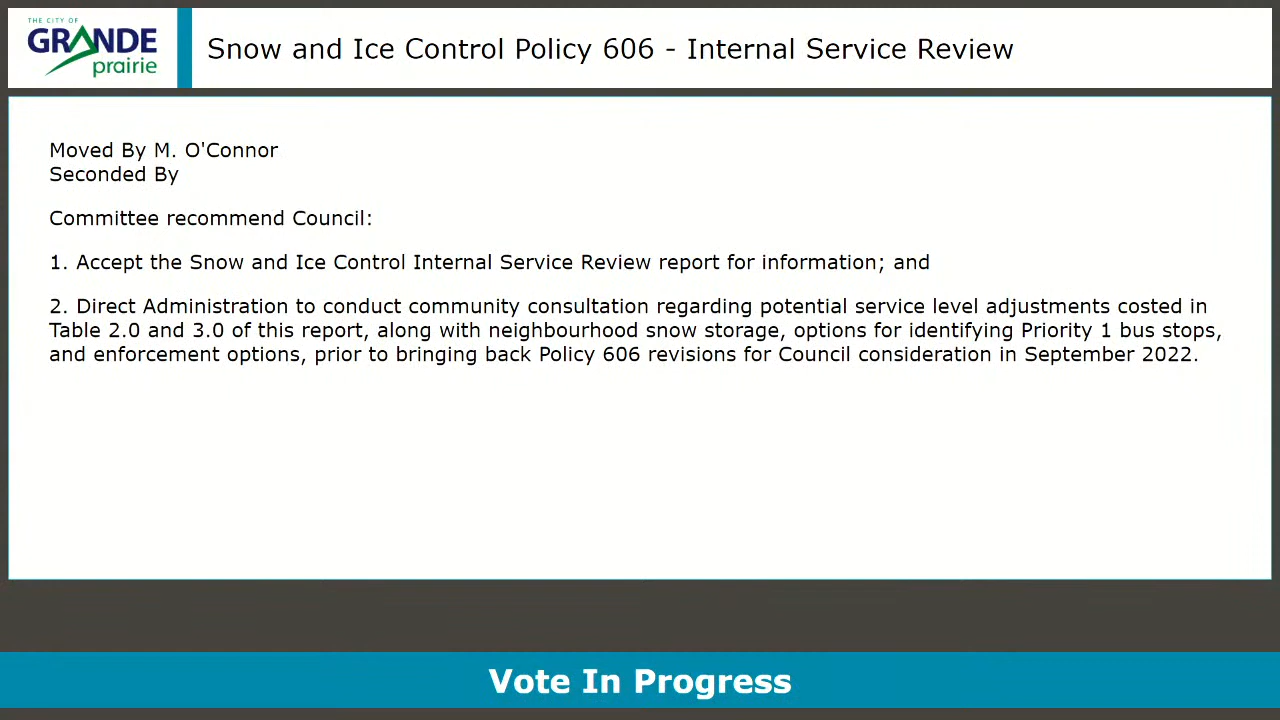 THE CITY OF
GRANDE
prairie
Snow and Ice Control Policy 606 - Internal Service Review
Moved By M. O'Connor
Seconded By
Committee recommend Council:
1. Accept the Snow and Ice Control Internal Service Review report for information; and
2. Direct Administration to conduct community consultation regarding potential service level adjustments costed in
Table 2.0 and 3.0 of this report, along with neighbourhood snow storage, options for identifying Priority 1 bus stops,
and enforcement options, prior to bringing back Policy 606 revisions for Council consideration in September 2022.
Vote In Progress